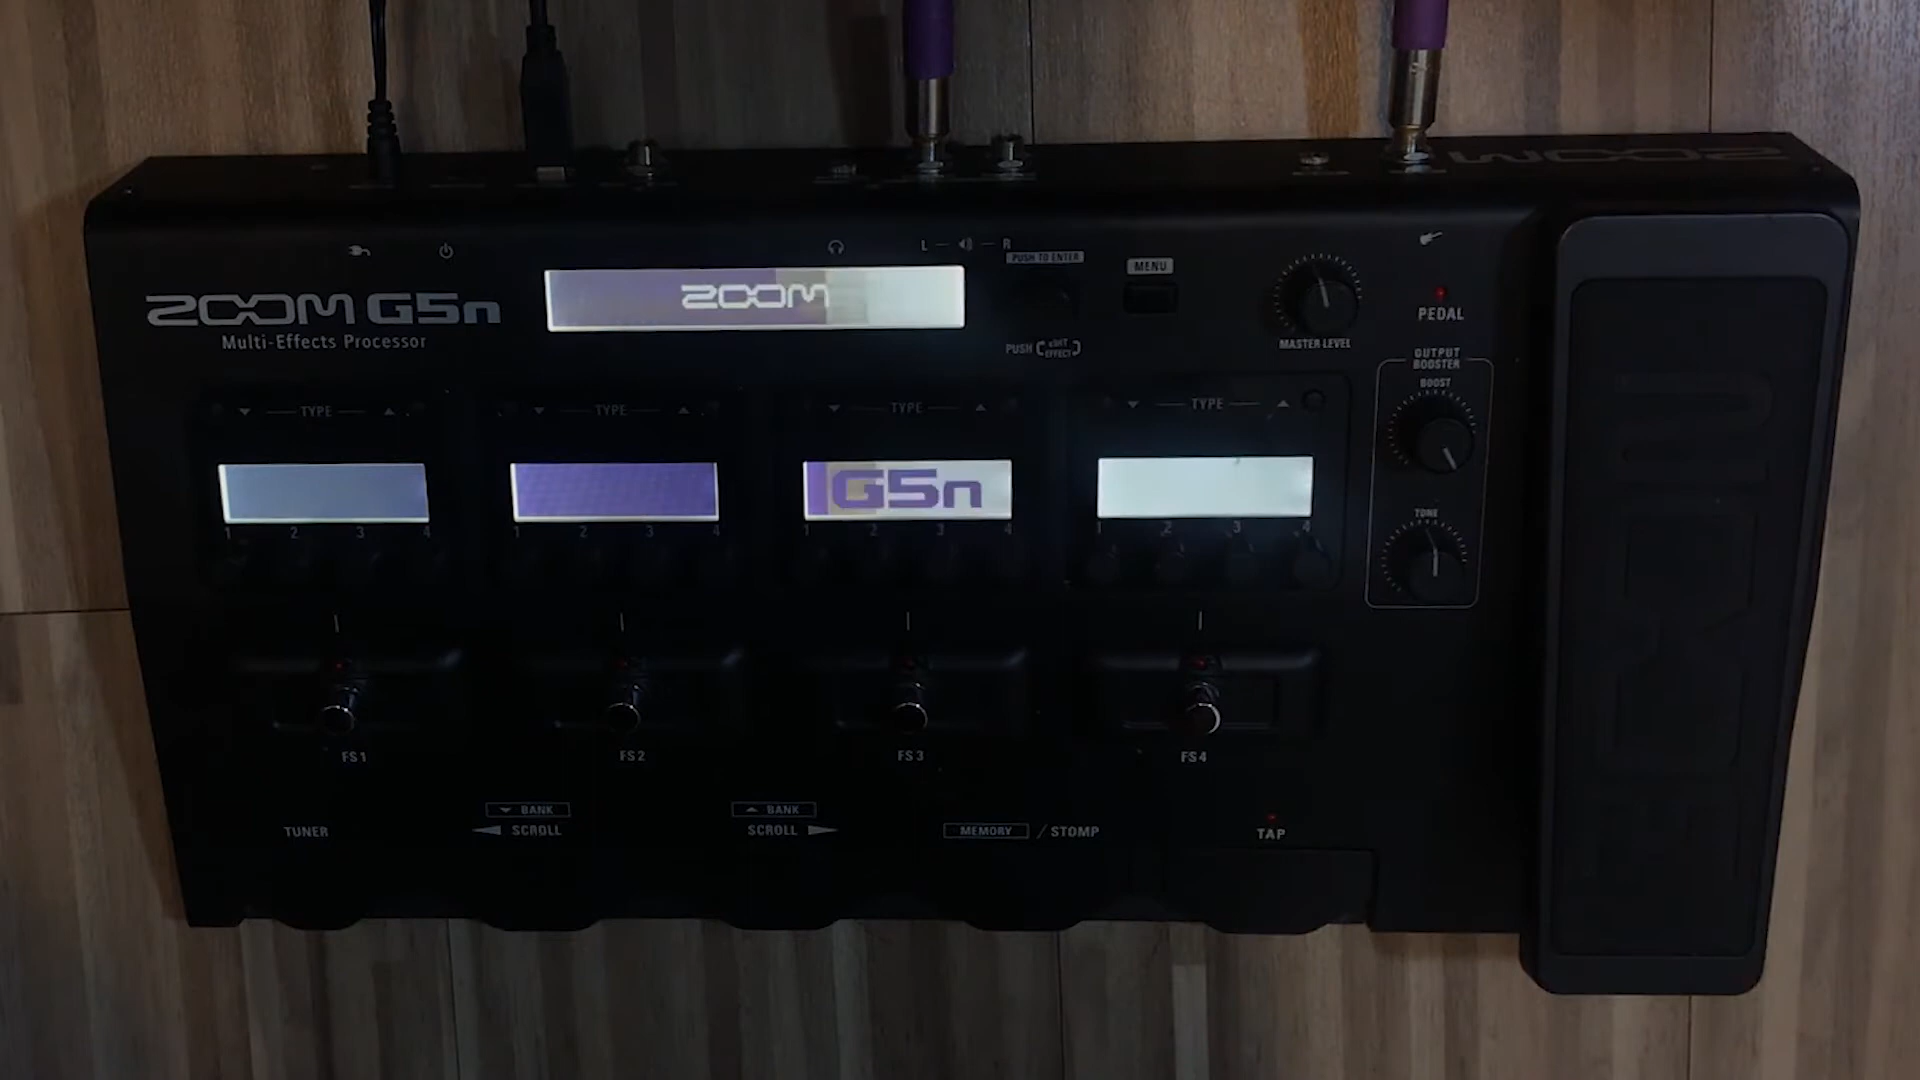 ZOOM
L R
PUSH TO ENTER
MENU
ZOOM G5n
Multi-Effects Processor
ZOOM
PUSH EDIT EFFECT
MASTER LEVEL
PEDAL
OUTPUT BOOSTER
BOOST
TYPE TYPE TYPE TYPE
G5n
1 2 3 4 1 2 3 4 1 2 3 4 1 2 3 4
TONE
FS1 FS2 FS3 FS4
BANK BANK
TUNER SCROLL SCROLL MEMORY / STOMP TAP
ZOOM